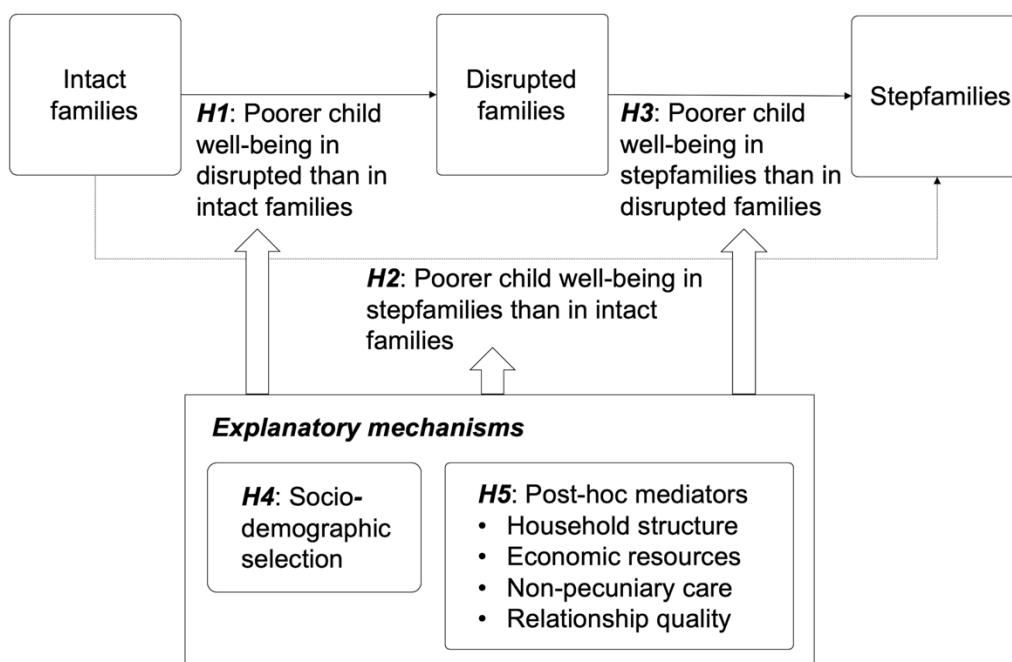 Intact
families
Disrupted
families
Stepfamilies
H1: Poorer child
well-being in
disrupted than in
intact families
H3: Poorer child
well-being in
stepfamilies than in
disrupted families
H2: Poorer child well-being in
stepfamilies than in intact
families
Explanatory mechanisms
H4: Socio-
demographic
selection
H5: Post-hoc mediators
• Household structure
• Economic resources
• Non-pecuniary care
• Relationship quality